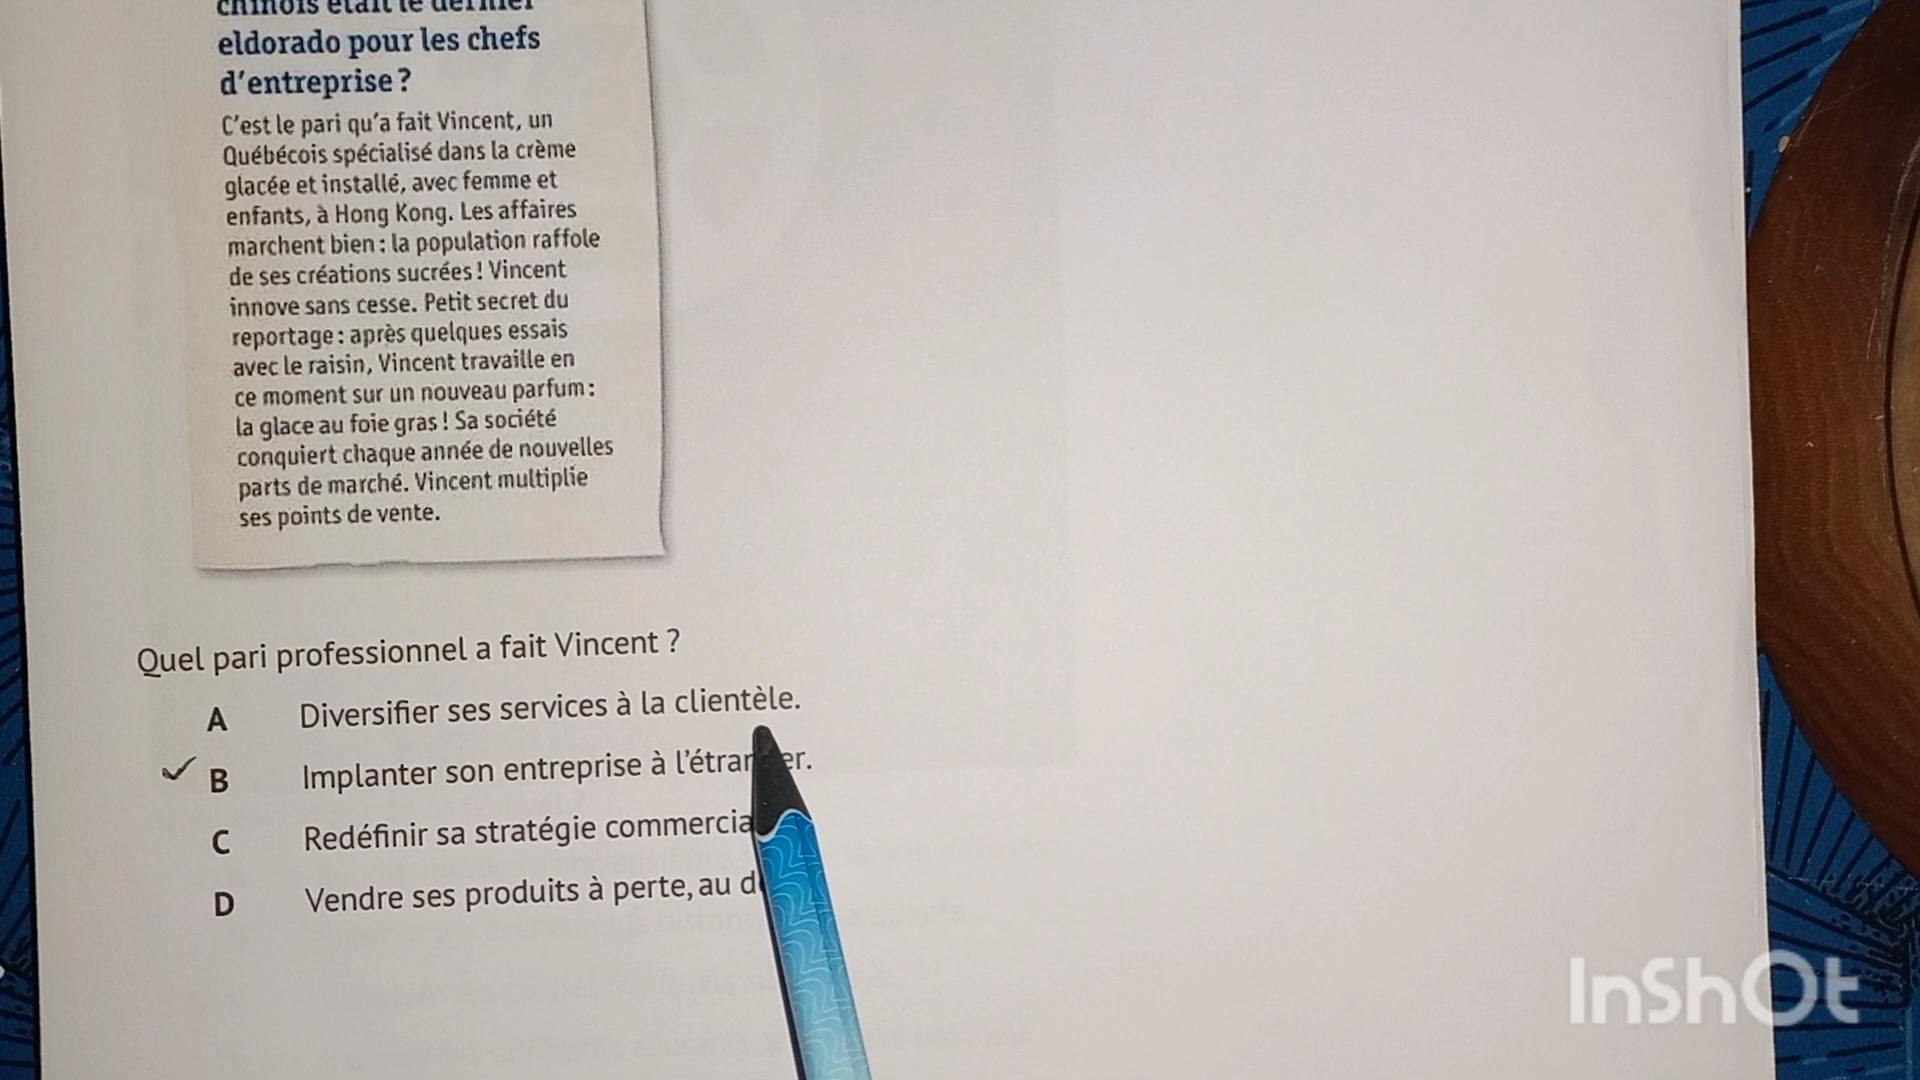 chinois était le dernier
eldorado pour les chefs
d'entreprise ?
C'est le pari qu'a fait Vincent, un
Québécois spécialisé dans la crème
glacée et installé, avec femme et
enfants, à Hong Kong. Les affaires
marchent bien : la population raffole
de ses créations sucrées ! Vincent
innove sans cesse. Petit secret du
reportage : après quelques essais
avec le raisin, Vincent travaille en
ce moment sur un nouveau parfum :
la glace au foie gras ! Sa société
conquiert chaque année de nouvelles
parts de marché. Vincent multiplie
ses points de vente.
Quel pari professionnel a fait Vincent ?
A Diversifier ses services à la clientèle.
B Implanter son entreprise à
C Redéfinir sa stratégie
D Vendre ses produits à perte, au
InShOt